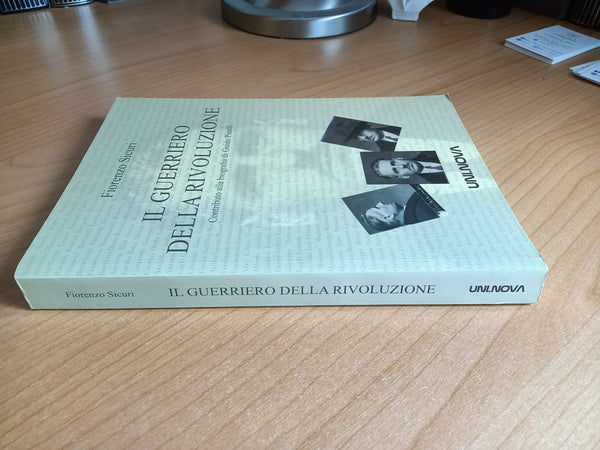 Fiorenzo Sicuri
IL GUERRIERO
DELLA RIVOLUZIONE
Contributo alla biografia di Guido Picelli
UNI.NOVA
Fiorenzo Sicuri IL GUERRIERO DELLA RIVOLUZIONE UNI.NOVA